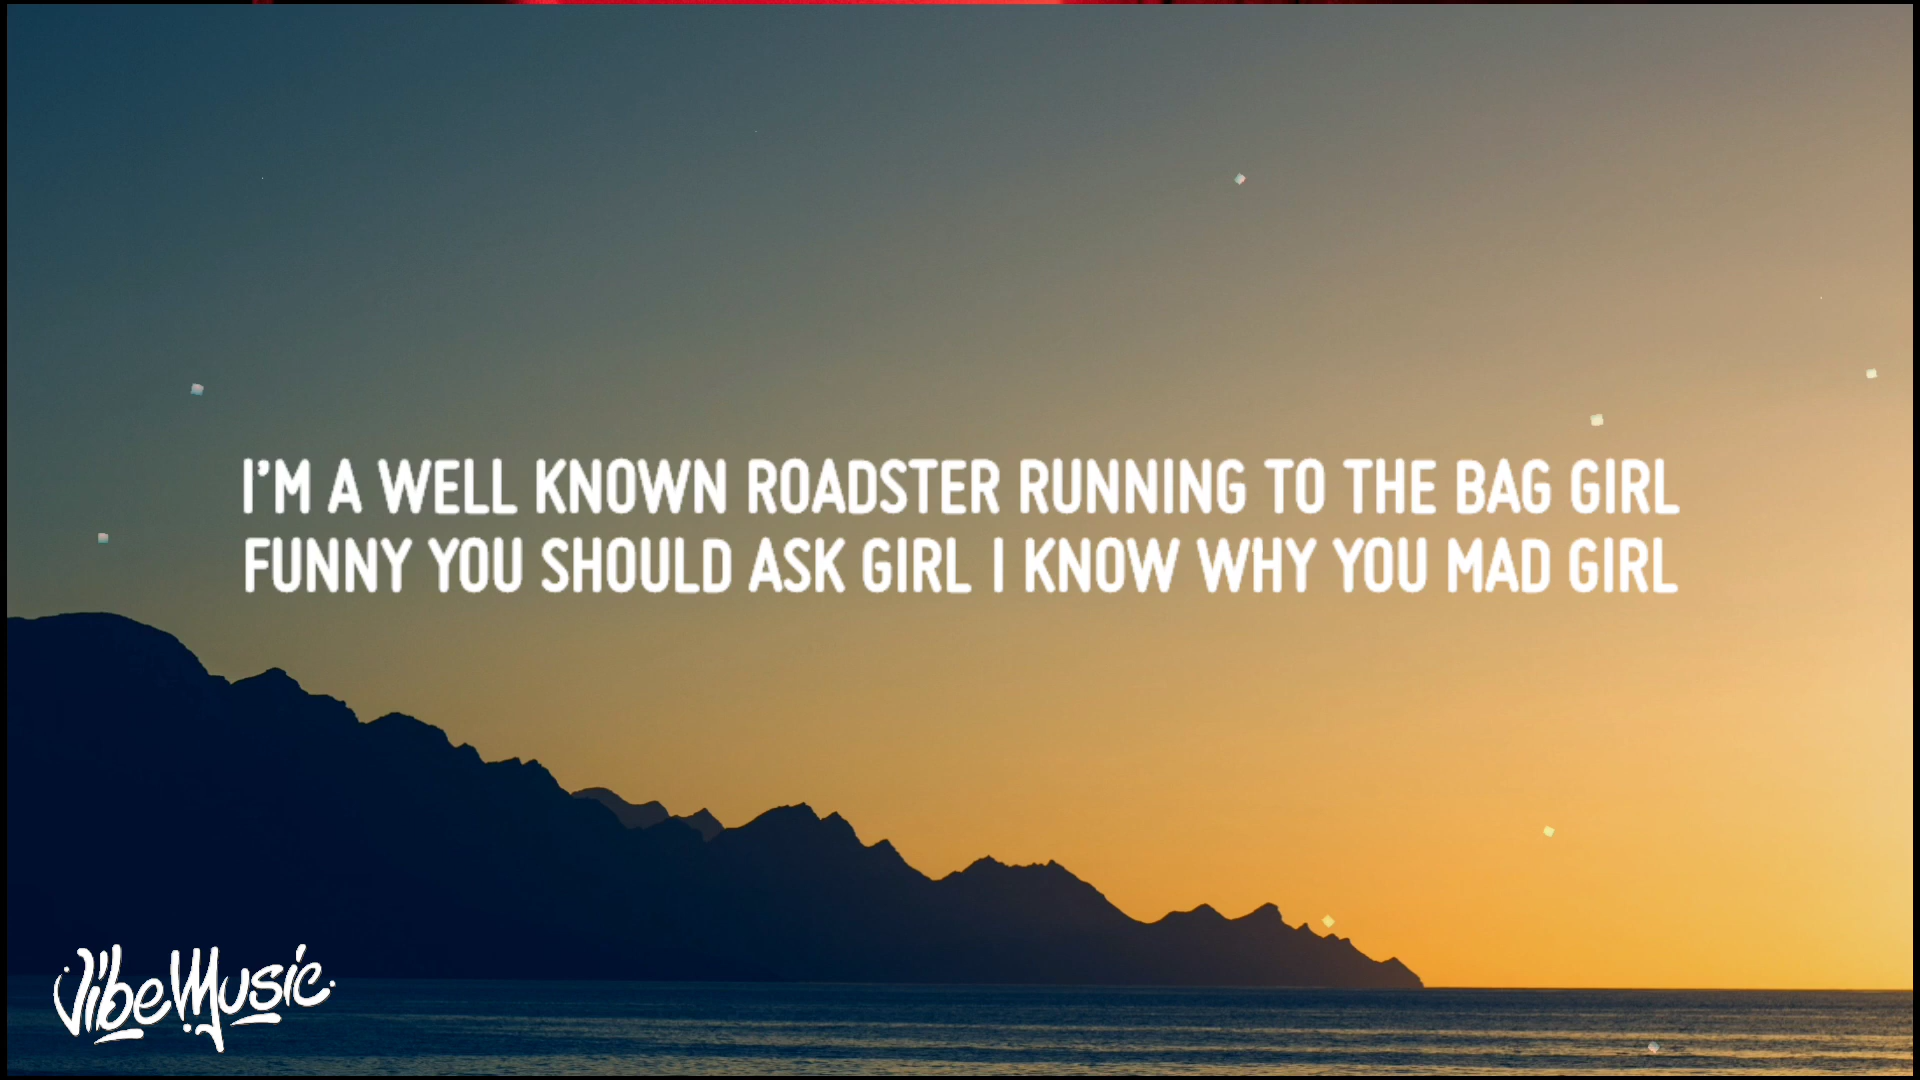 I'M A WELL KNOWN ROADSTER RUNNING TO THE BAG GIRL
FUNNY YOU SHOULD ASK GIRL I KNOW WHY YOU MAD GIRL
VibeMusic